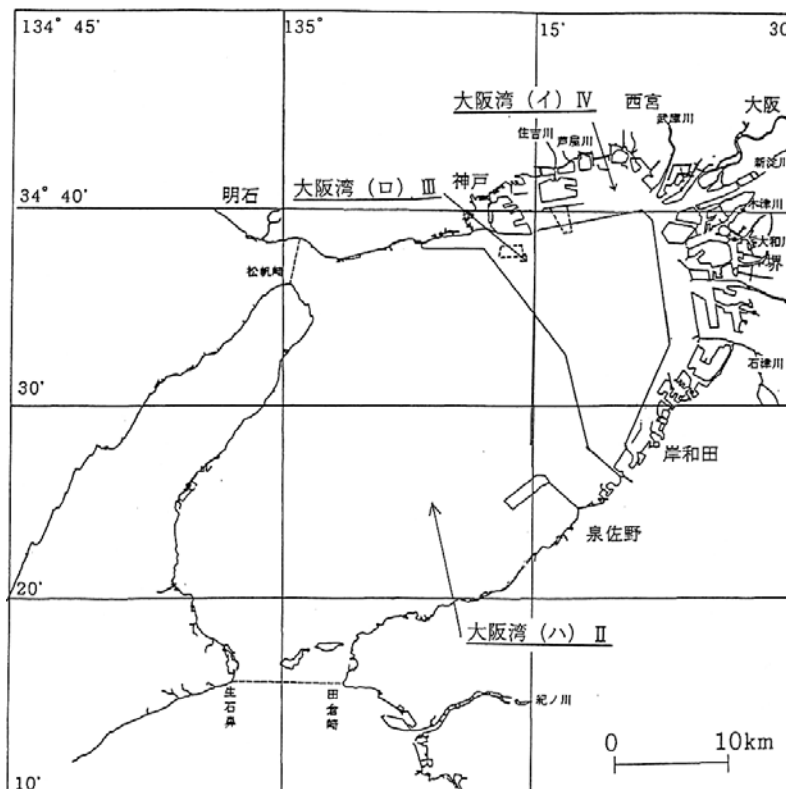 134° 45'
135°
15'
30
大阪湾（イ）Ⅳ
西宮
武庫川
大阪
住吉川
芦屋川
新淀川
34° 40'
明石
大阪湾（ロ）Ⅲ
神戸
木津川
大和川
堺
松帆崎
石津川
30'
岸和田
泉佐野
20'
大阪湾（ハ）Ⅱ
生石鼻
田倉崎
紀ノ川
0
10km
10'